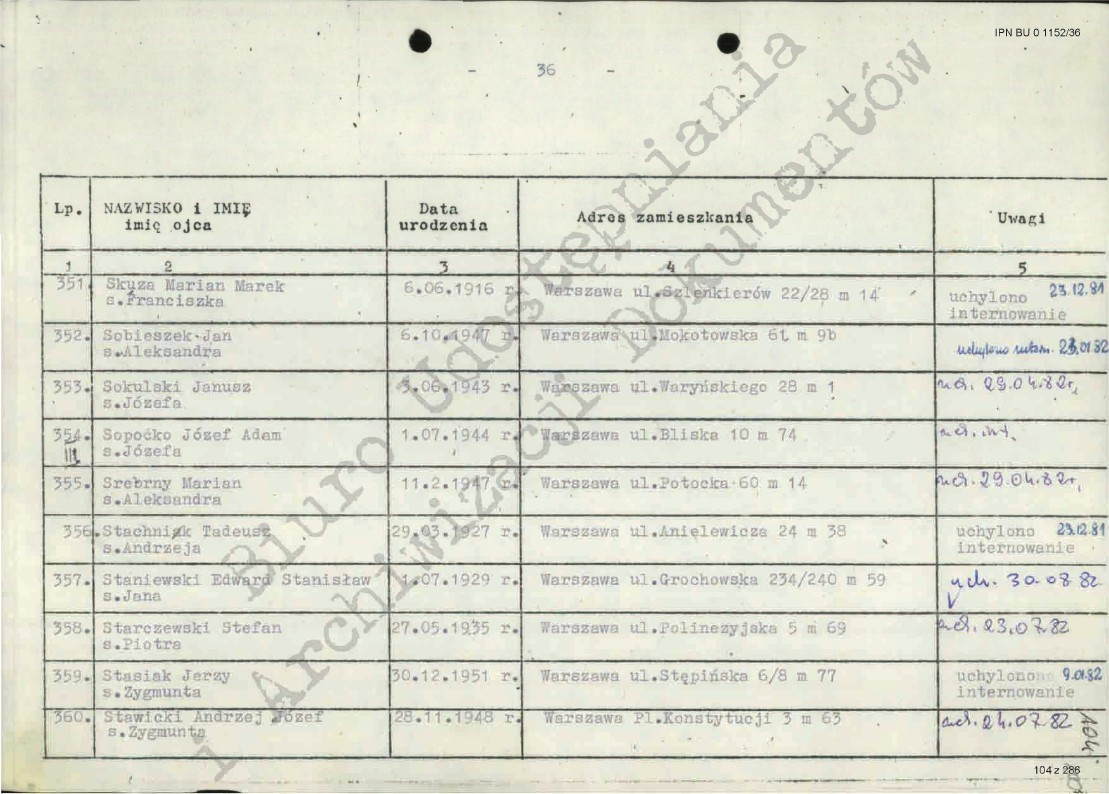 IPN BU 0 1152/36
- 36 -
Biuro Udostępniania
i Archiwizacji Dokumentów
Lp. NAZWISKO i IMIĘ Data Adres zamieszkania Uwagi
imię ojca urodzenia
1 2 3 4 5
351. Skuza Marian Marek 6.06.1916 r. Warszawa ul.Szlenkierów 22/28 m 14 uchylono 23.12.81
s.Franciszka internowanie
352. Sobieszek Jan 6.10.1947 r. Warszawa ul.Mokotowska 61 m 9b
s.Aleksandra uchylono intern. 23.01.82
353. Sokulski Janusz 3.06.1943 r. Warszawa ul.Waryńskiego 28 m 1 uch. 29.04.82r.
s.Józefa
354. Sopoćko Józef Adam 1.07.1944 r. Warszawa ul.Bliska 10 m 74 uch. int.
III s.Józefa
355. Srebrny Marian 11.2.1947 r. Warszawa ul.Potocka 60 m 14 uch. 29.04.82r.
s.Aleksandra
356. Stachnik Tadeusz 29.03.1927 r. Warszawa ul.Anielewicza 24 m 38 uchylono 23.12.81
s.Andrzeja internowanie
357. Staniewski Edward Stanisław 1.07.1929 r. Warszawa ul.Grochowska 234/240 m 59 uch. 30.08.82
s.Jana
358. Starczewski Stefan 27.05.1935 r. Warszawa ul.Polinezyjska 5 m 69 uch. 23.07.82
s.Piotra
359. Stasiak Jerzy 30.12.1951 r. Warszawa ul.Stępińska 6/8 m 77 uchylono 9.01.82
s.Zygmunta internowanie
360. Stawicki Andrzej Józef 28.11.1948 r. Warszawa Pl.Konstytucji 3 m 63 uch. 24.07.82
s.Zygmunta
104
104 z 286